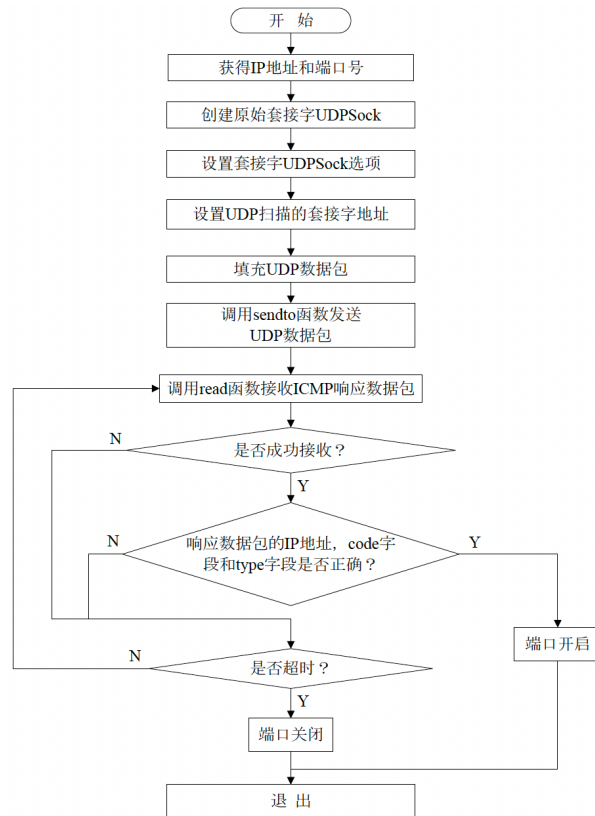 开 始
获得IP地址和端口号
创建原始套接字UDPSock
设置套接字UDPSock选项
设置UDP扫描的套接字地址
填充UDP数据包
调用sendto函数发送
UDP数据包
调用read函数接收ICMP响应数据包
N
是否成功接收？
Y
N
响应数据包的IP地址，code字
段和type字段是否正确？
Y
端口开启
N
是否超时？
Y
端口关闭
退 出